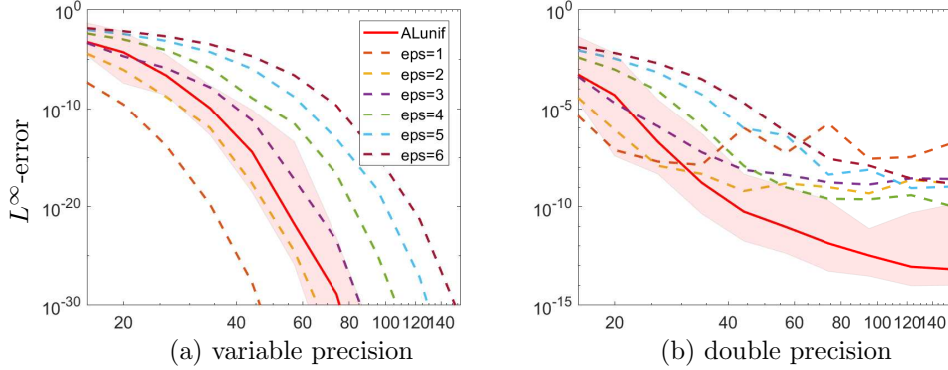 10^0
10^-10
10^-20
10^-30
L^∞-error
ALunif
eps=1
eps=2
eps=3
eps=4
eps=5
eps=6
20 40 60 80 100 120 140
(a) variable precision
10^0
10^-5
10^-10
10^-15
20 40 60 80 100 120 140
(b) double precision